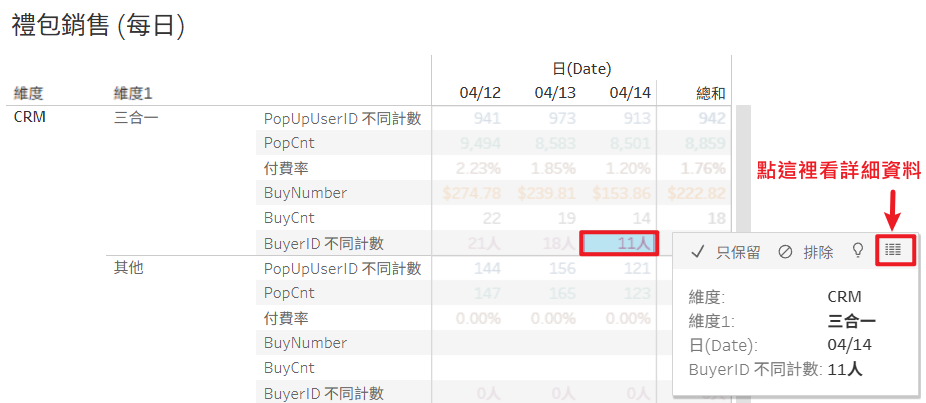 禮包銷售 (每日)
日(Date)
維度 維度1 04/12 04/13 04/14 總和
CRM 三合一 PopUpUserID 不同計數 941 973 913 942
PopCnt 9,494 8,583 8,501 8,859
付費率 2.23% 1.85% 1.20% 1.76%
BuyNumber $274.78 $239.81 $153.86 $222.82
BuyCnt 22 19 14 18
BuyerID 不同計數 21人 18人 11人
其他 PopUpUserID 不同計數 144 156 121
PopCnt 147 165 123
付費率 0.00% 0.00% 0.00%
BuyNumber
BuyCnt
BuyerID 不同計數 0人 0人 0人
點這裡看詳細資料
只保留 排除
維度: CRM
維度1: 三合一
日(Date): 04/14
BuyerID 不同計數: 11人